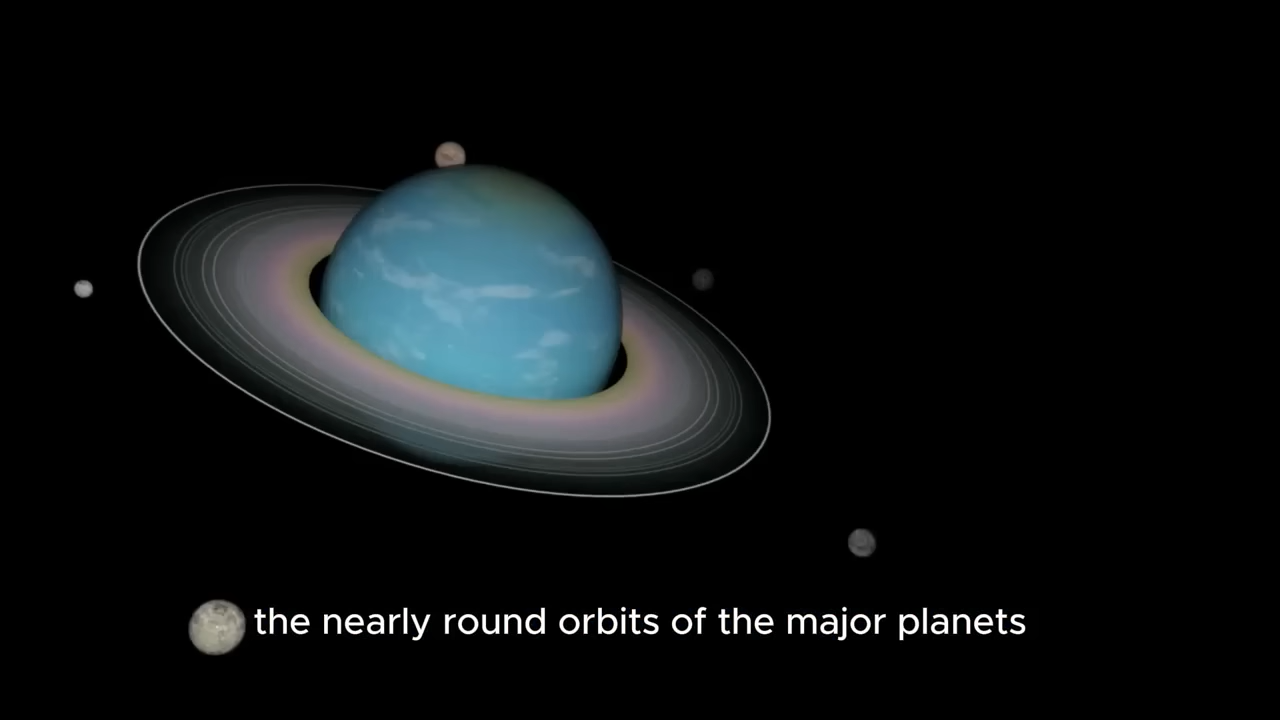 the nearly round orbits of the major planets